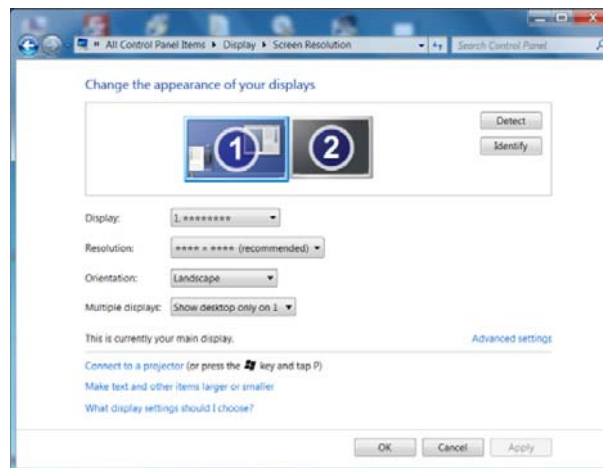 All Control Panel Items ▸ Display ▸ Screen Resolution
Search Control Panel
Change the appearance of your displays
1 2
Detect
Identify
Display: 1. ********
Resolution: **** × **** (recommended)
Orientation: Landscape
Multiple displays: Show desktop only on 1
This is currently your main display.
Advanced settings
Connect to a projector (or press the key and tap P)
Make text and other items larger or smaller
What display settings should I choose?
OK Cancel Apply